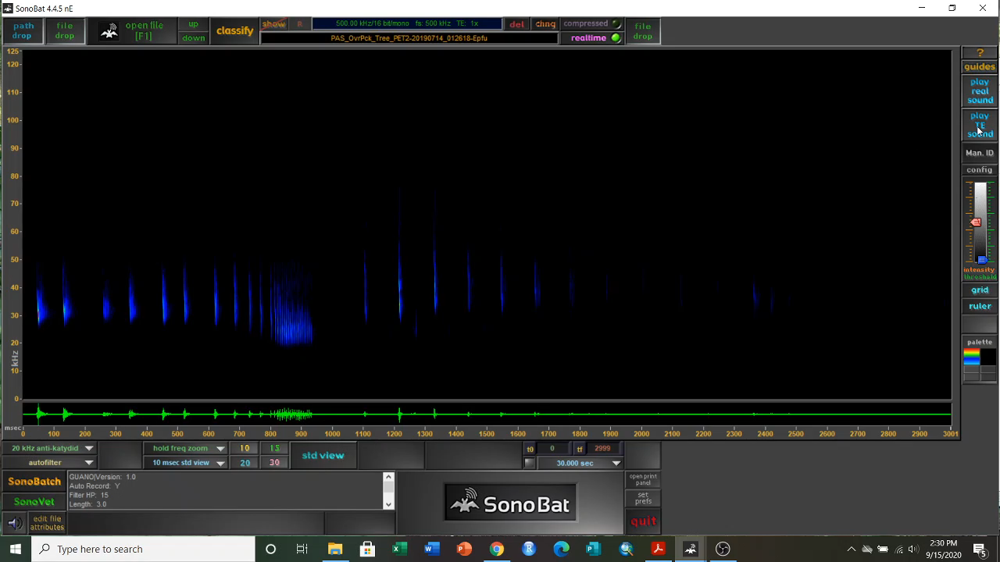 SonoBat 4.4.5 nE
path
drop
file
drop
open file
[F1]
up
down
classify
show
R
500.00 kHz/16 bit/mono fs: 500 kHz TE: 1x
PAS_OvrPck_Tree_PET2-20190714_012618-Epfu
del
chng
compressed
realtime
file
drop
125
120
110
100
90
80
70
60
50
40
30
20
10
0
kHz
?
guides
play
real
sound
play
TE
sound
Man. ID
config
intensity
threshold
grid
ruler
palette
msec
0 100 200 300 400 500 600 700 800 900 1000 1100 1200 1300 1400 1500 1600 1700 1800 1900 2000 2100 2200 2300 2400 2500 2600 2700 2800 2900 3001
20 kHz anti-katydid
autofilter
hold freq zoom
10 msec std view
10
15
20
30
std view
t0
0
tf
2999
30.000 sec
SonoBatch
SonoVet
edit file
attributes
GUANO|Version: 1.0
Auto Record: Y
Filter HP: 15
Length: 3.0
SonoBat
open print
panel
set
prefs
quit
Type here to search
2:30 PM
9/15/2020
5